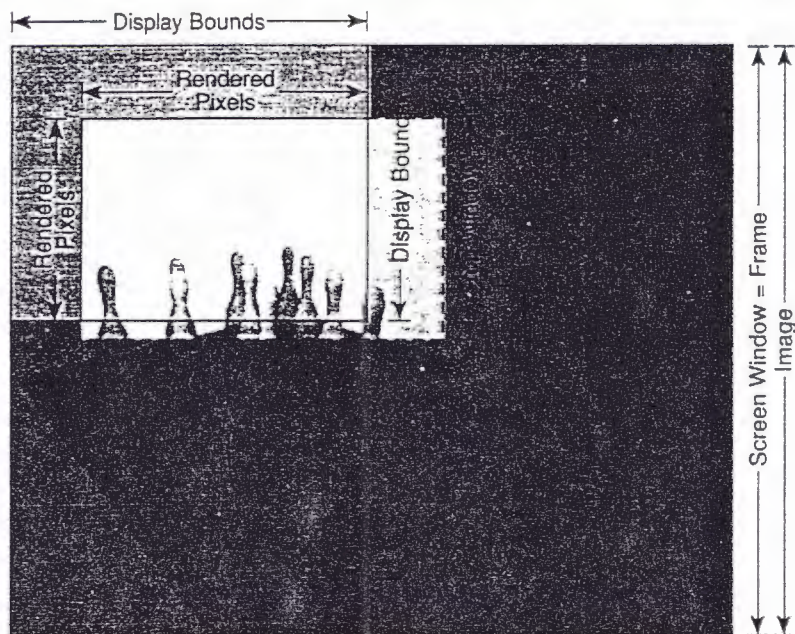 Display Bounds
Rendered
Pixels
Rendered
Pixels
Display Bounds
Screen Window = Frame
Image